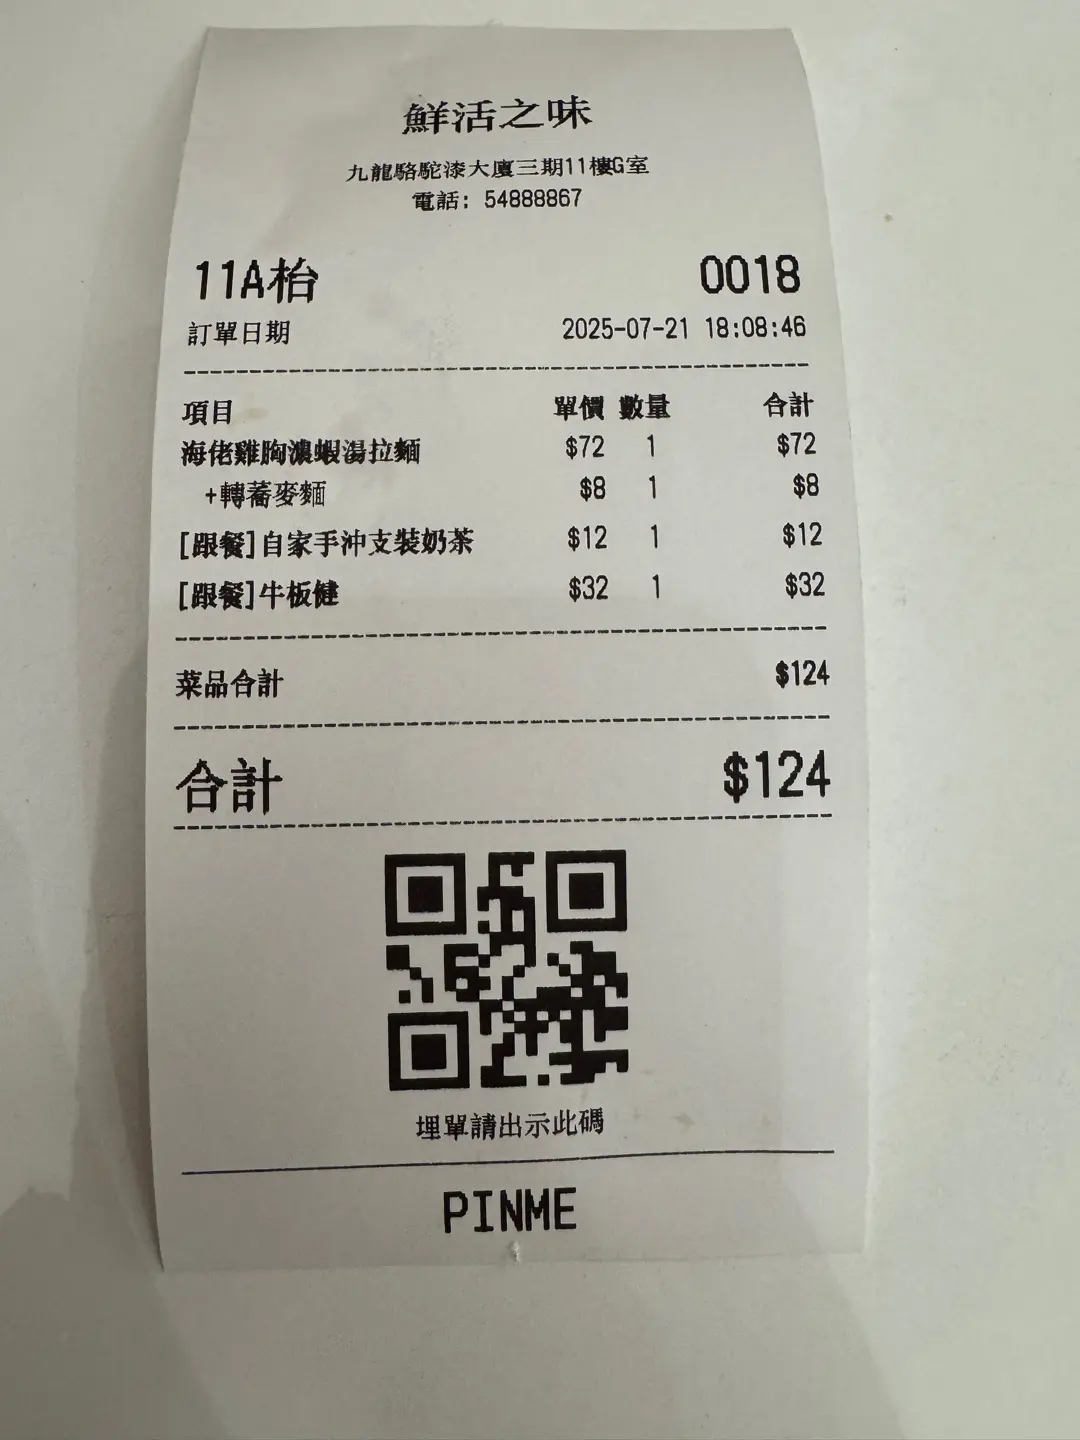 鮮活之味
九龍駱駝漆大廈三期11樓G室
電話: 54888867
11A枱 0018
訂單日期 2025-07-21 18:08:46
項目 單價 數量 合計
海佬雞胸濃蝦湯拉麵 $72 1 $72
+轉蕎麥麵 $8 1 $8
[跟餐]自家手沖支裝奶茶 $12 1 $12
[跟餐]牛板健 $32 1 $32
菜品合計 $124
合計 $124
埋單請出示此碼
PINME